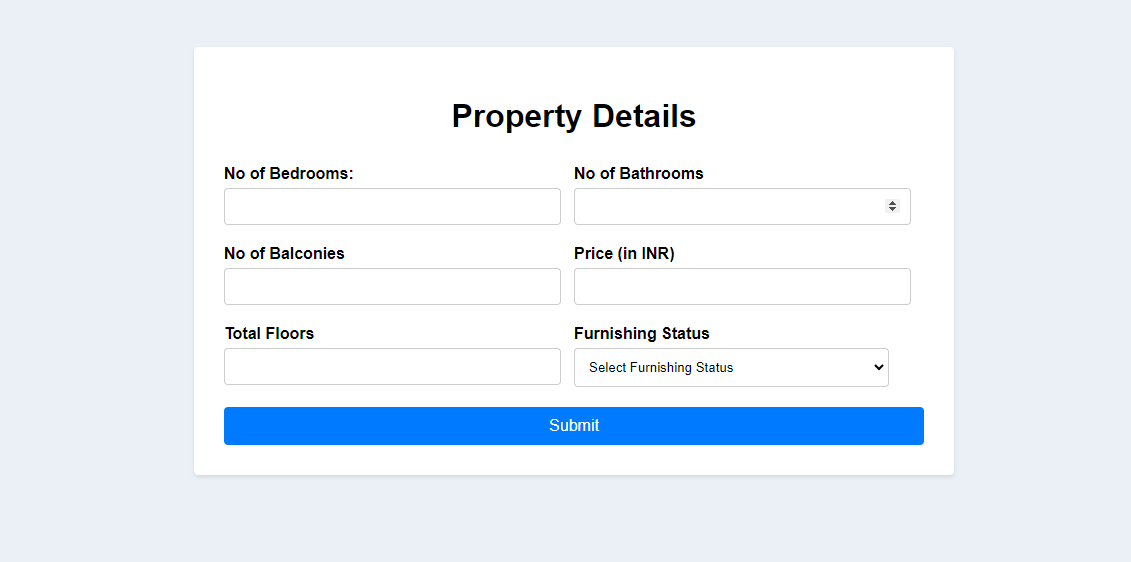 Property Details
No of Bedrooms:
No of Bathrooms
No of Balconies
Price (in INR)
Total Floors
Furnishing Status
Select Furnishing Status
Submit